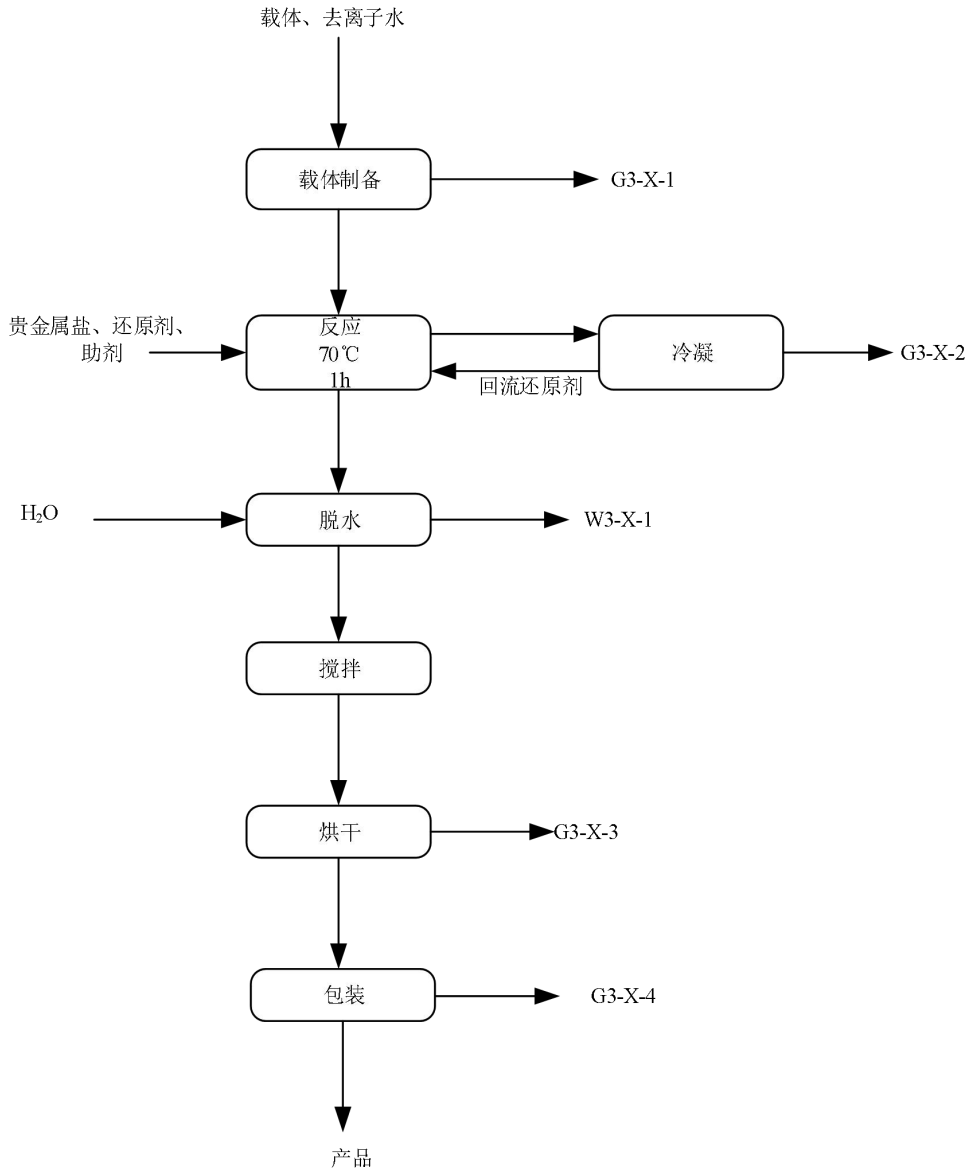 载体、去离子水
载体制备
G3-X-1
贵金属盐、还原剂、
助剂
反应
70℃
1h
冷凝
G3-X-2
回流还原剂
H₂O
脱水
W3-X-1
搅拌
烘干
G3-X-3
包装
G3-X-4
产品